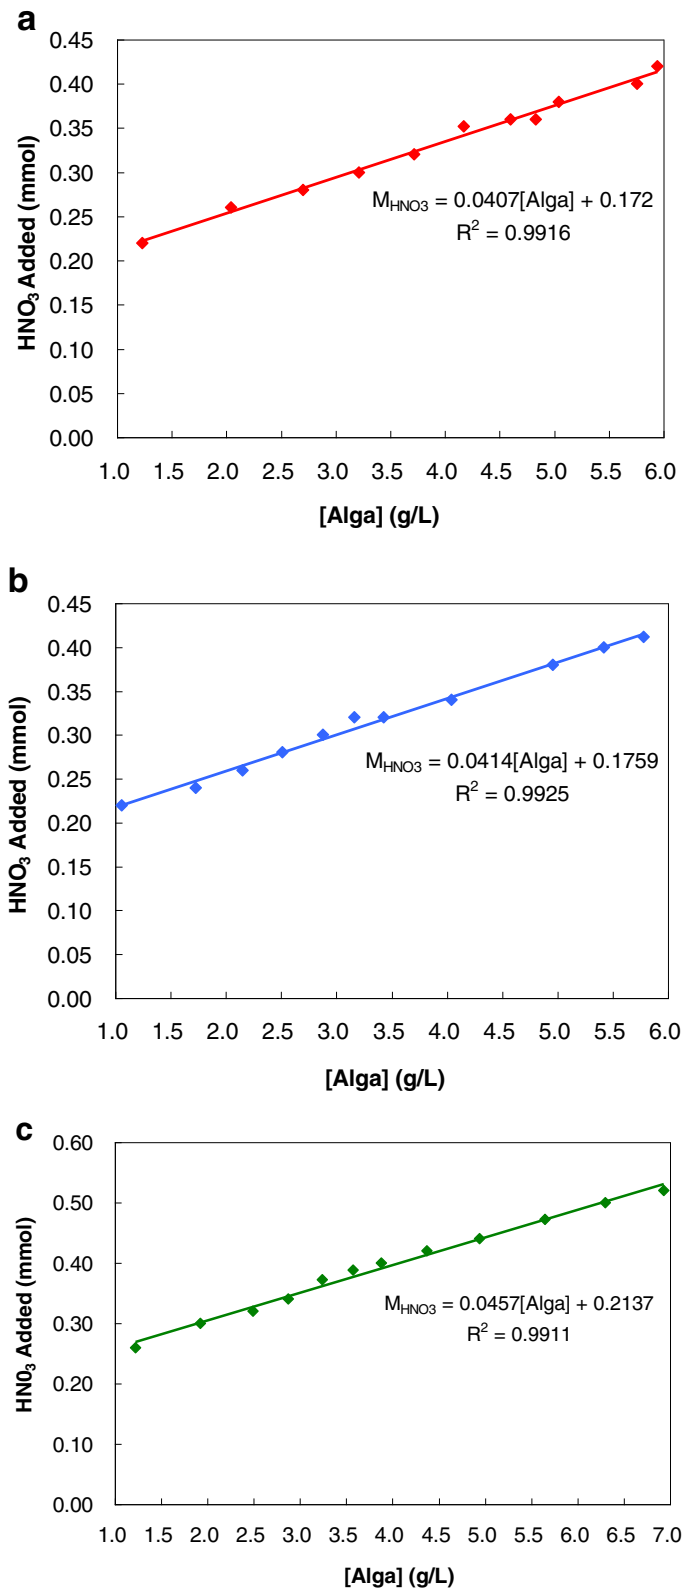 a
0.45
0.40
0.35
0.30
0.25
0.20
0.15
0.10
0.05
0.00
HNO₃ Added (mmol)
M_HNO3 = 0.0407[Alga] + 0.172
R² = 0.9916
1.0 1.5 2.0 2.5 3.0 3.5 4.0 4.5 5.0 5.5 6.0
[Alga] (g/L)
b
0.45
0.40
0.35
0.30
0.25
0.20
0.15
0.10
0.05
0.00
HNO₃ Added (mmol)
M_HNO3 = 0.0414[Alga] + 0.1759
R² = 0.9925
1.0 1.5 2.0 2.5 3.0 3.5 4.0 4.5 5.0 5.5 6.0
[Alga] (g/L)
c
0.60
0.50
0.40
0.30
0.20
0.10
0.00
HN0₃ Added (mmol)
M_HNO3 = 0.0457[Alga] + 0.2137
R² = 0.9911
1.0 1.5 2.0 2.5 3.0 3.5 4.0 4.5 5.0 5.5 6.0 6.5 7.0
[Alga] (g/L)